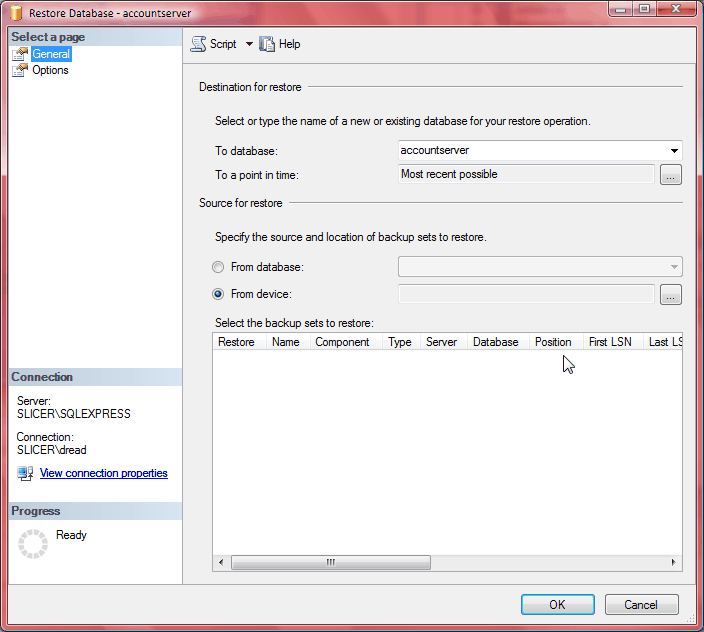 Restore Database - accountserver
Select a page
General
Options
Script
Help
Destination for restore
Select or type the name of a new or existing database for your restore operation.
To database:
accountserver
To a point in time:
Most recent possible
...
Source for restore
Specify the source and location of backup sets to restore.
From database:
From device:
...
Select the backup sets to restore:
Restore Name Component Type Server Database Position First LSN Last LS
Connection
Server:
SLICER\SQLEXPRESS
Connection:
SLICER\dread
View connection properties
Progress
Ready
OK
Cancel